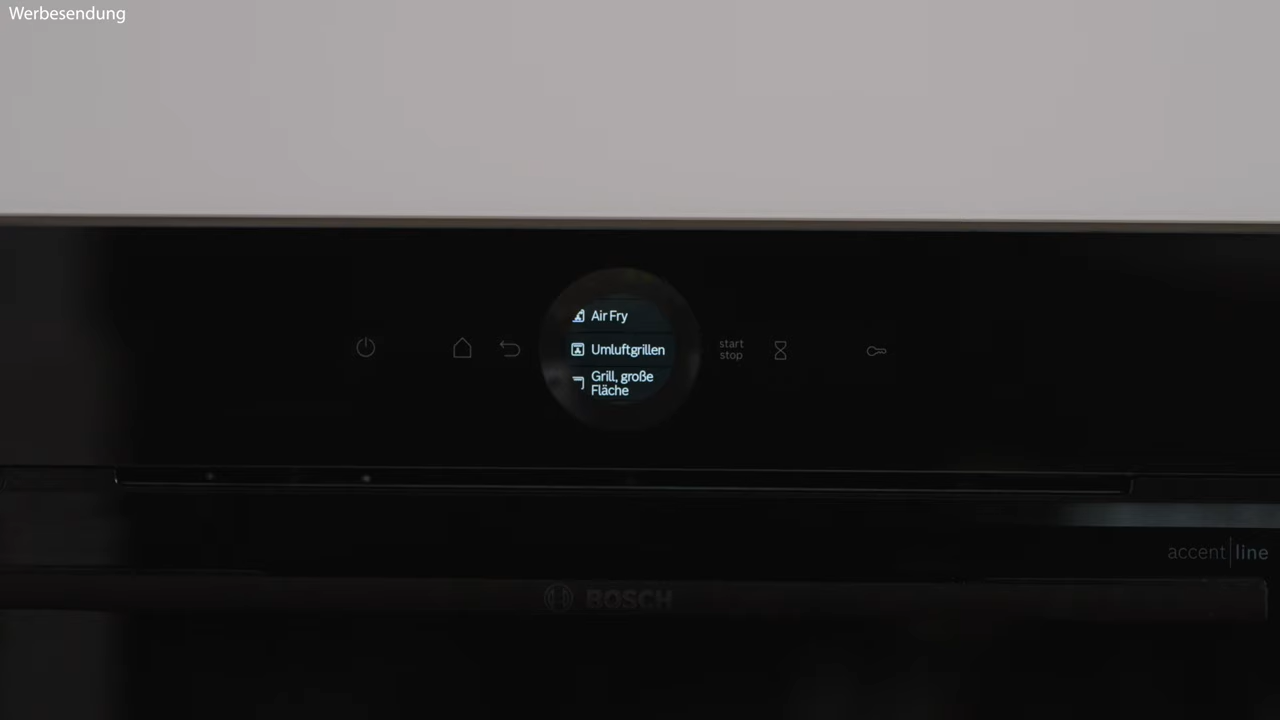 Werbesendung
Air Fry
Umluftgrillen
Grill, große
Fläche
start
stop
accent|line
BOSCH